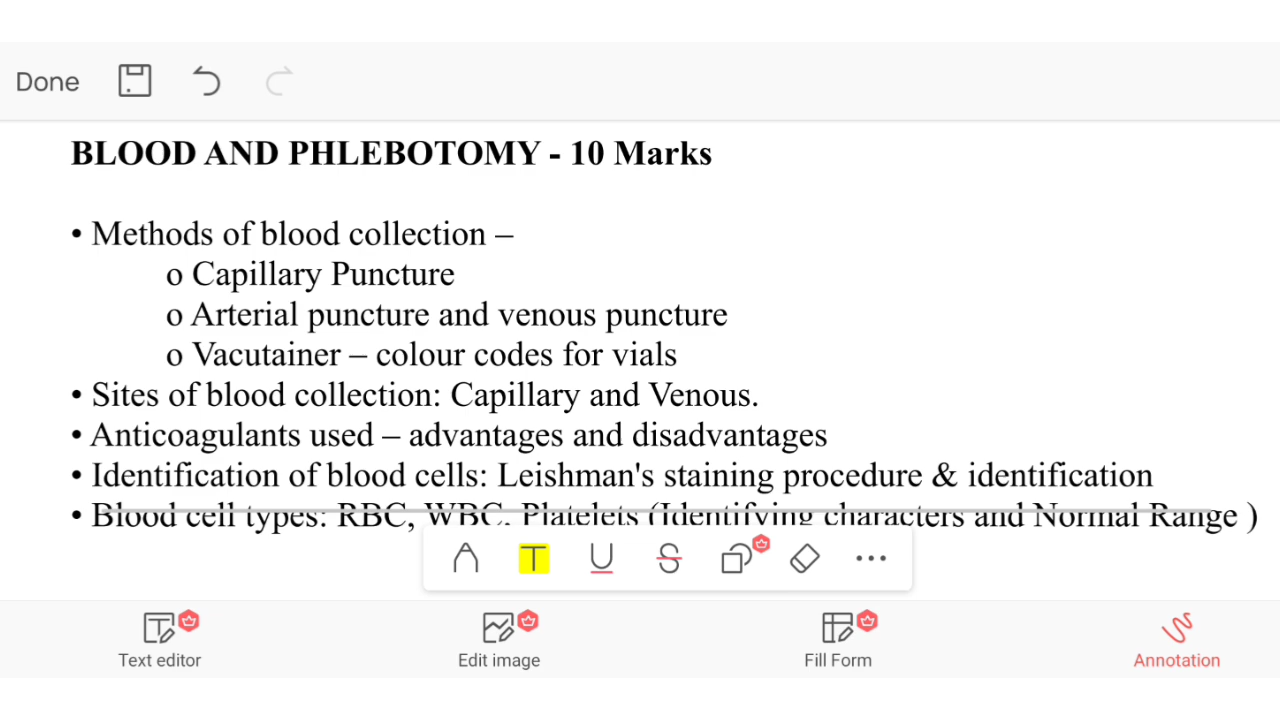 Done
BLOOD AND PHLEBOTOMY - 10 Marks
• Methods of blood collection –
o Capillary Puncture
o Arterial puncture and venous puncture
o Vacutainer – colour codes for vials
• Sites of blood collection: Capillary and Venous.
• Anticoagulants used – advantages and disadvantages
• Identification of blood cells: Leishman's staining procedure & identification
• Blood cell types: RBC, WBC, Platelets (Identifying characters and Normal Range )
T U S
Text editor
Edit image
Fill Form
Annotation